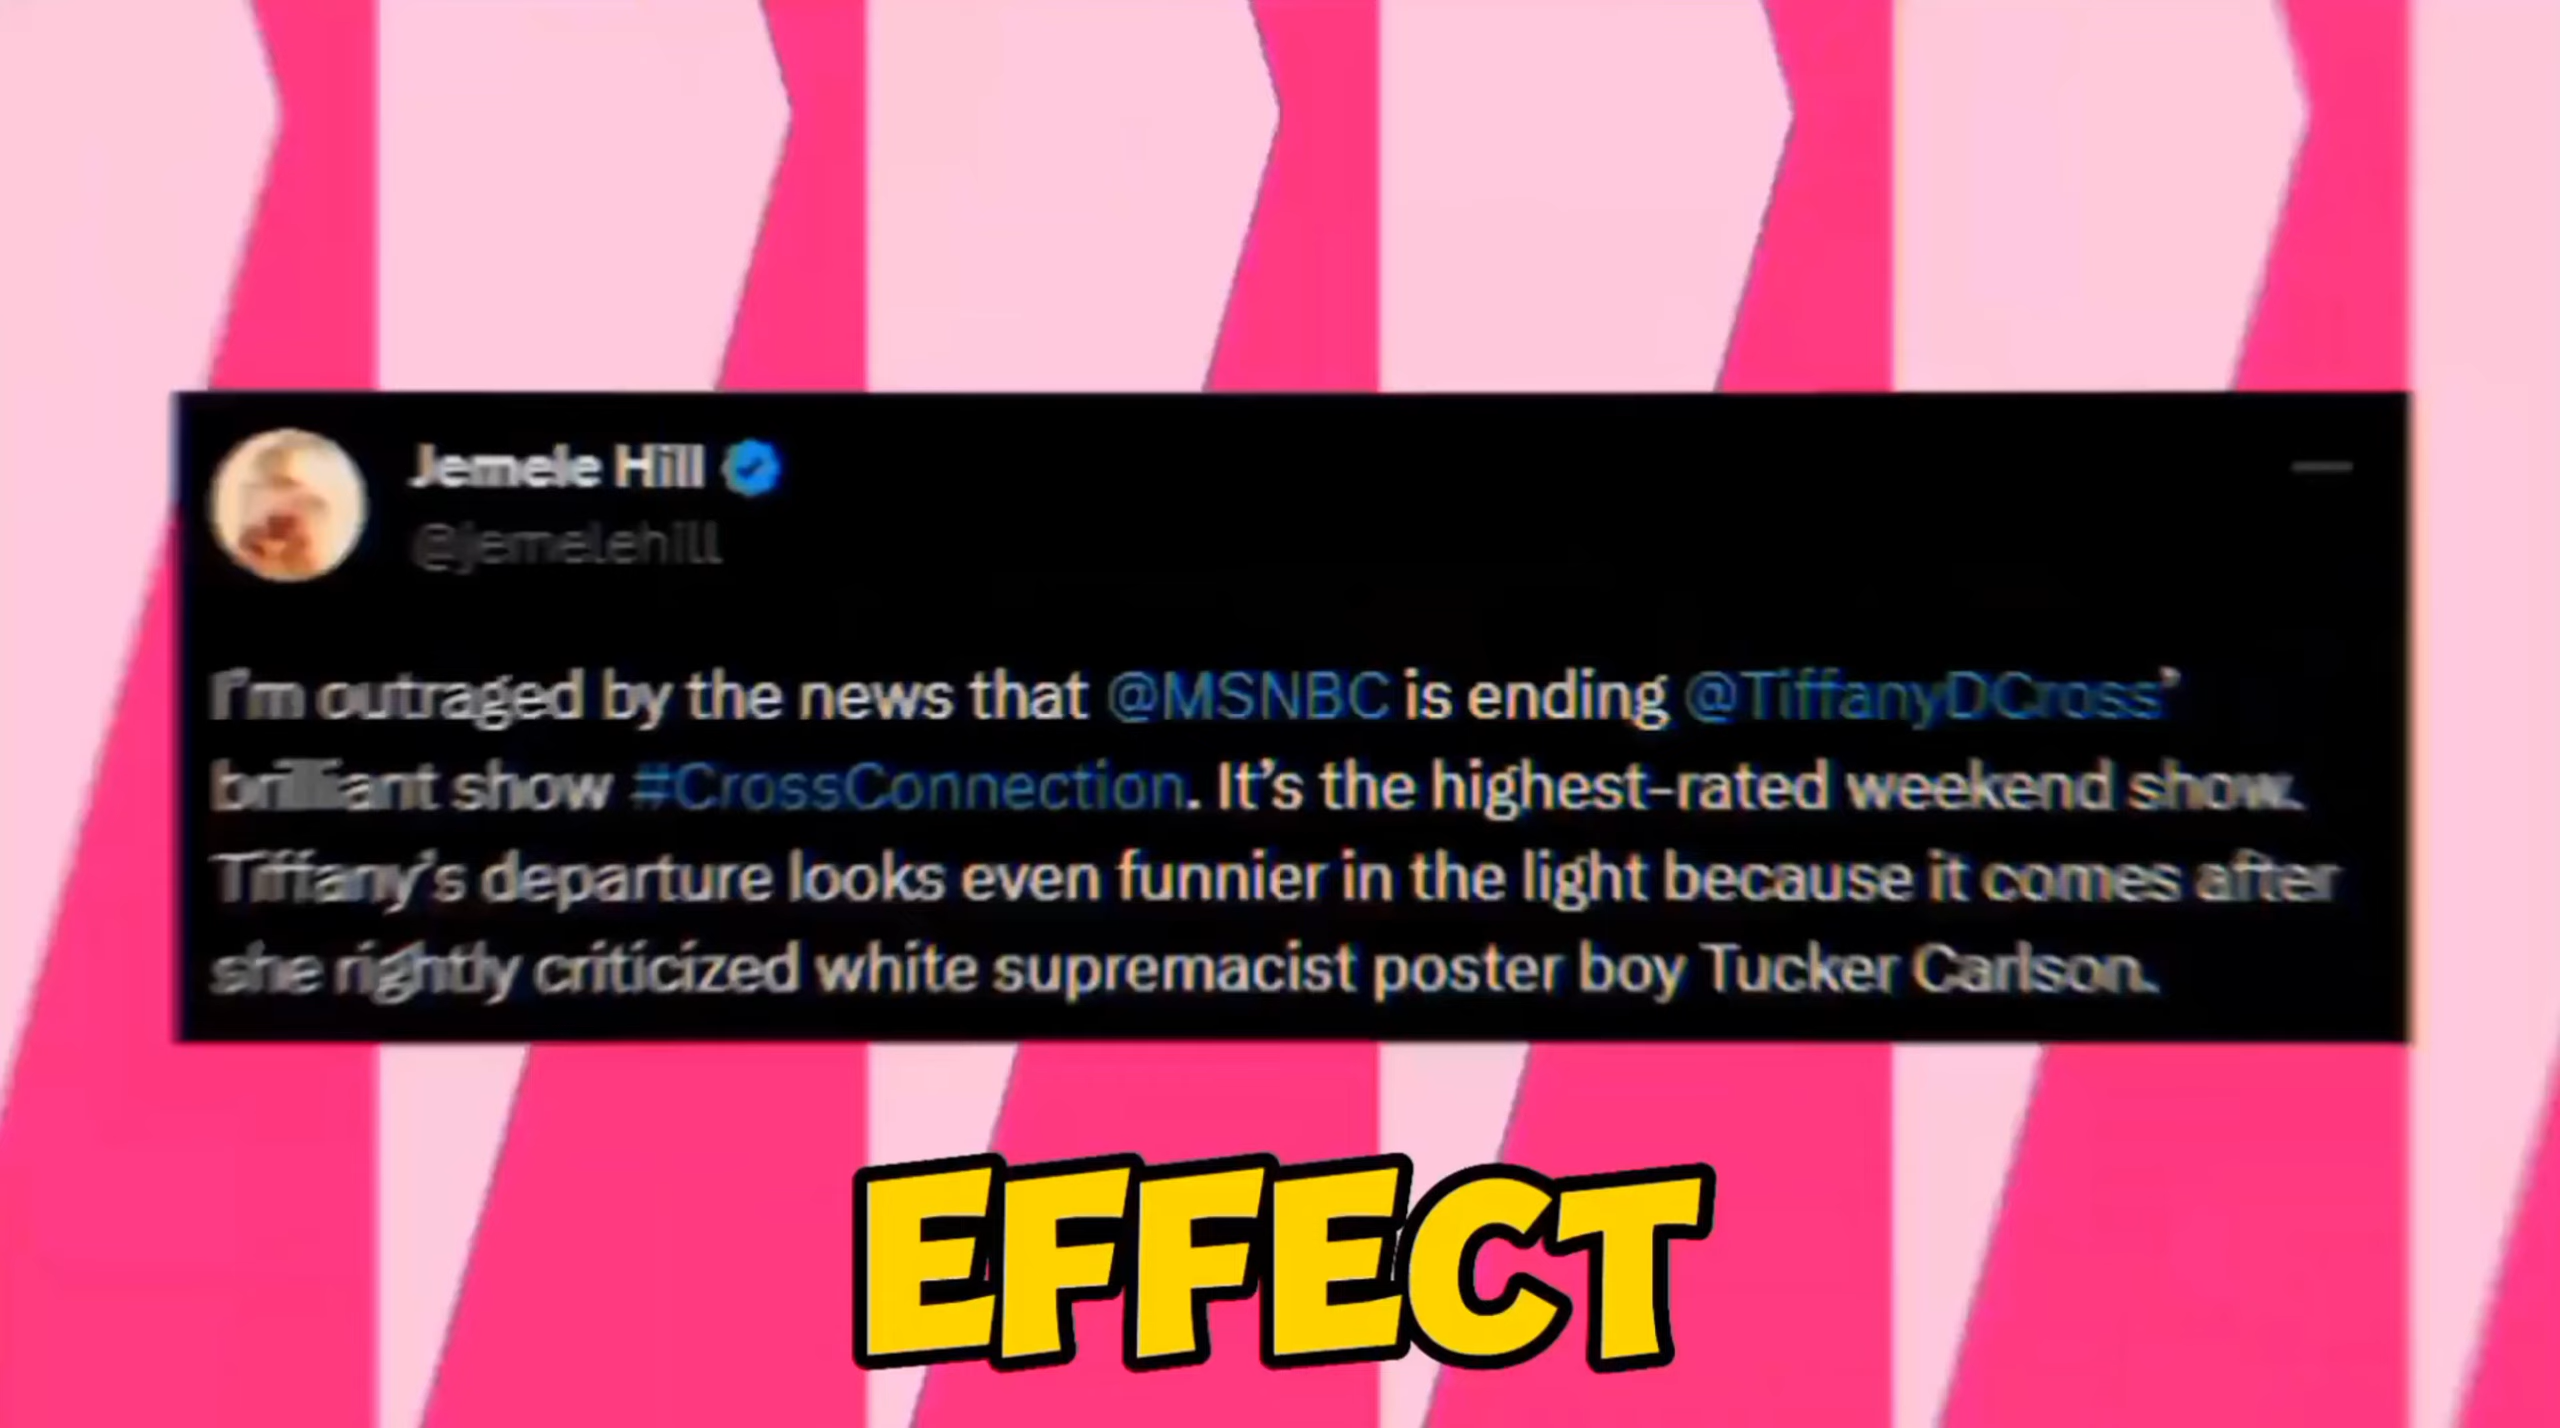 Jemele Hill
@jemelehill
I'm outraged by the news that @MSNBC is ending @TiffanyDCross'
brilliant show #CrossConnection. It's the highest-rated weekend show.
Tiffany's departure looks even funnier in the light because it comes after
she rightly criticized white supremacist poster boy Tucker Carlson.
EFFECT